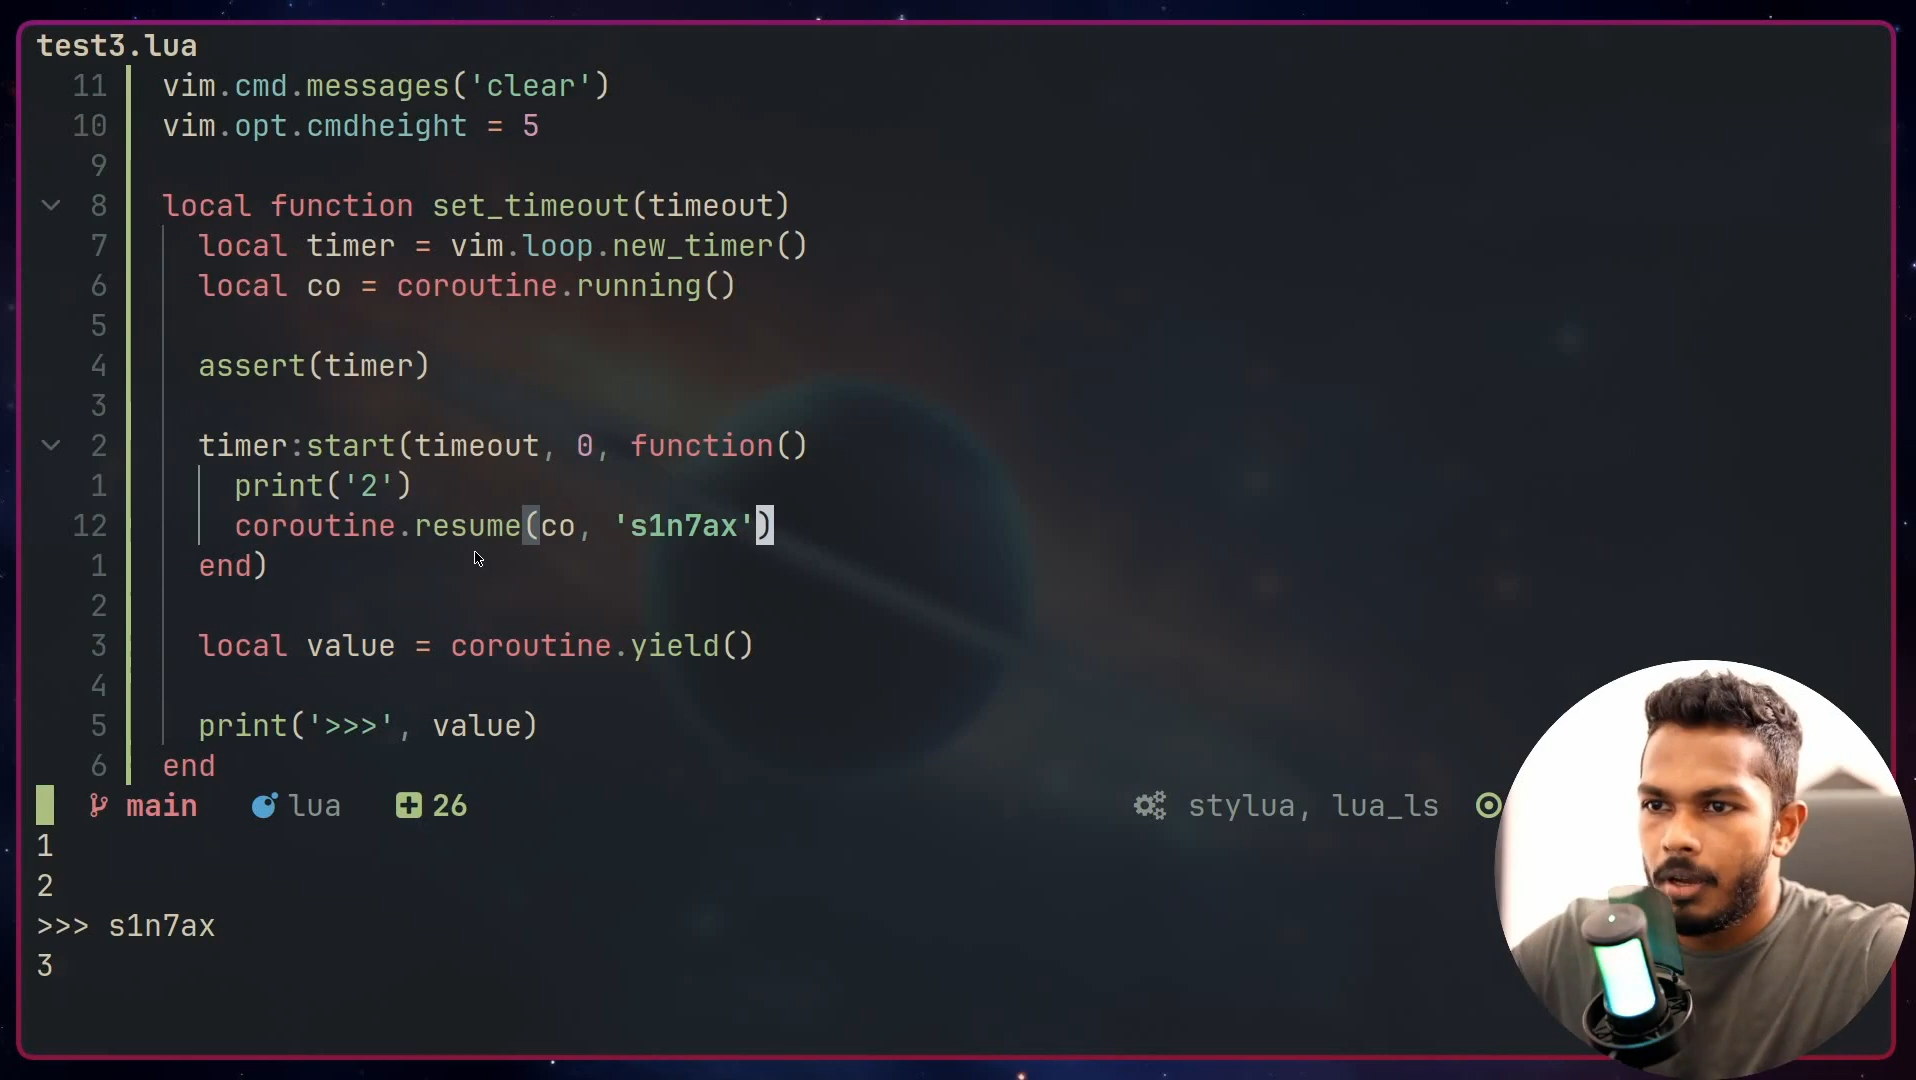 test3.lua
11 vim.cmd.messages('clear')
10 vim.opt.cmdheight = 5
9
8 local function set_timeout(timeout)
7 local timer = vim.loop.new_timer()
6 local co = coroutine.running()
5
4 assert(timer)
3
2 timer:start(timeout, 0, function()
1 print('2')
12 coroutine.resume(co, 's1n7ax')
1 end)
2
3 local value = coroutine.yield()
4
5 print('>>>', value)
6 end
main lua 26 stylua, lua_ls
1
2
>>> s1n7ax
3